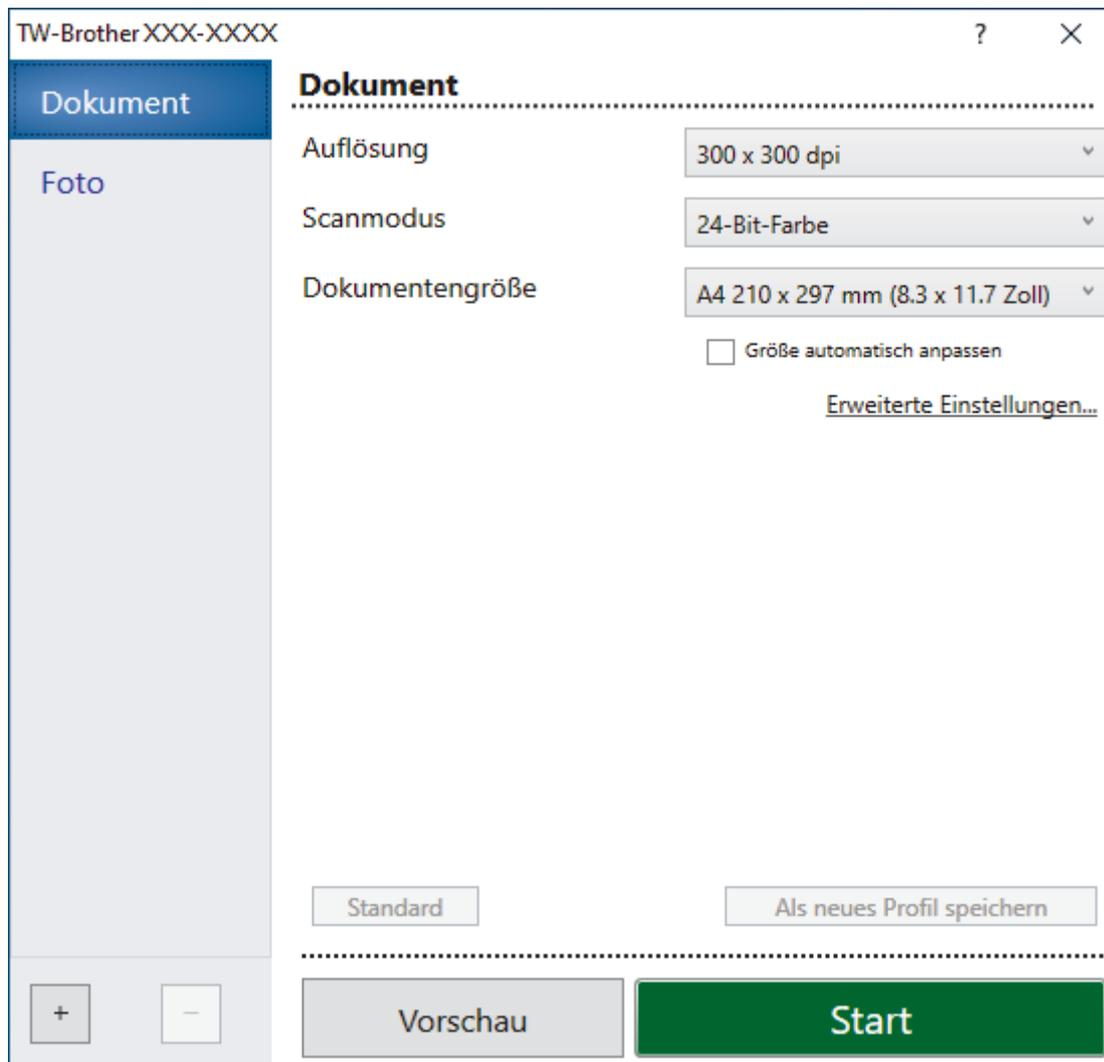 TW-Brother XXX-XXXX
?
Dokument
Foto
Dokument
Auflösung
300 x 300 dpi
Scanmodus
24-Bit-Farbe
Dokumentengröße
A4 210 x 297 mm (8.3 x 11.7 Zoll)
Größe automatisch anpassen
Erweiterte Einstellungen...
Standard
Als neues Profil speichern
+
−
Vorschau
Start